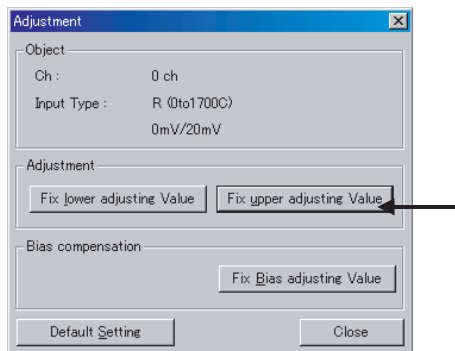 Adjustment
Object
Ch : 0 ch
Input Type : R (0to1700C)
0mV/20mV
Adjustment
Fix lower adjusting Value Fix upper adjusting Value
Bias compensation
Fix Bias adjusting Value
Default Setting Close